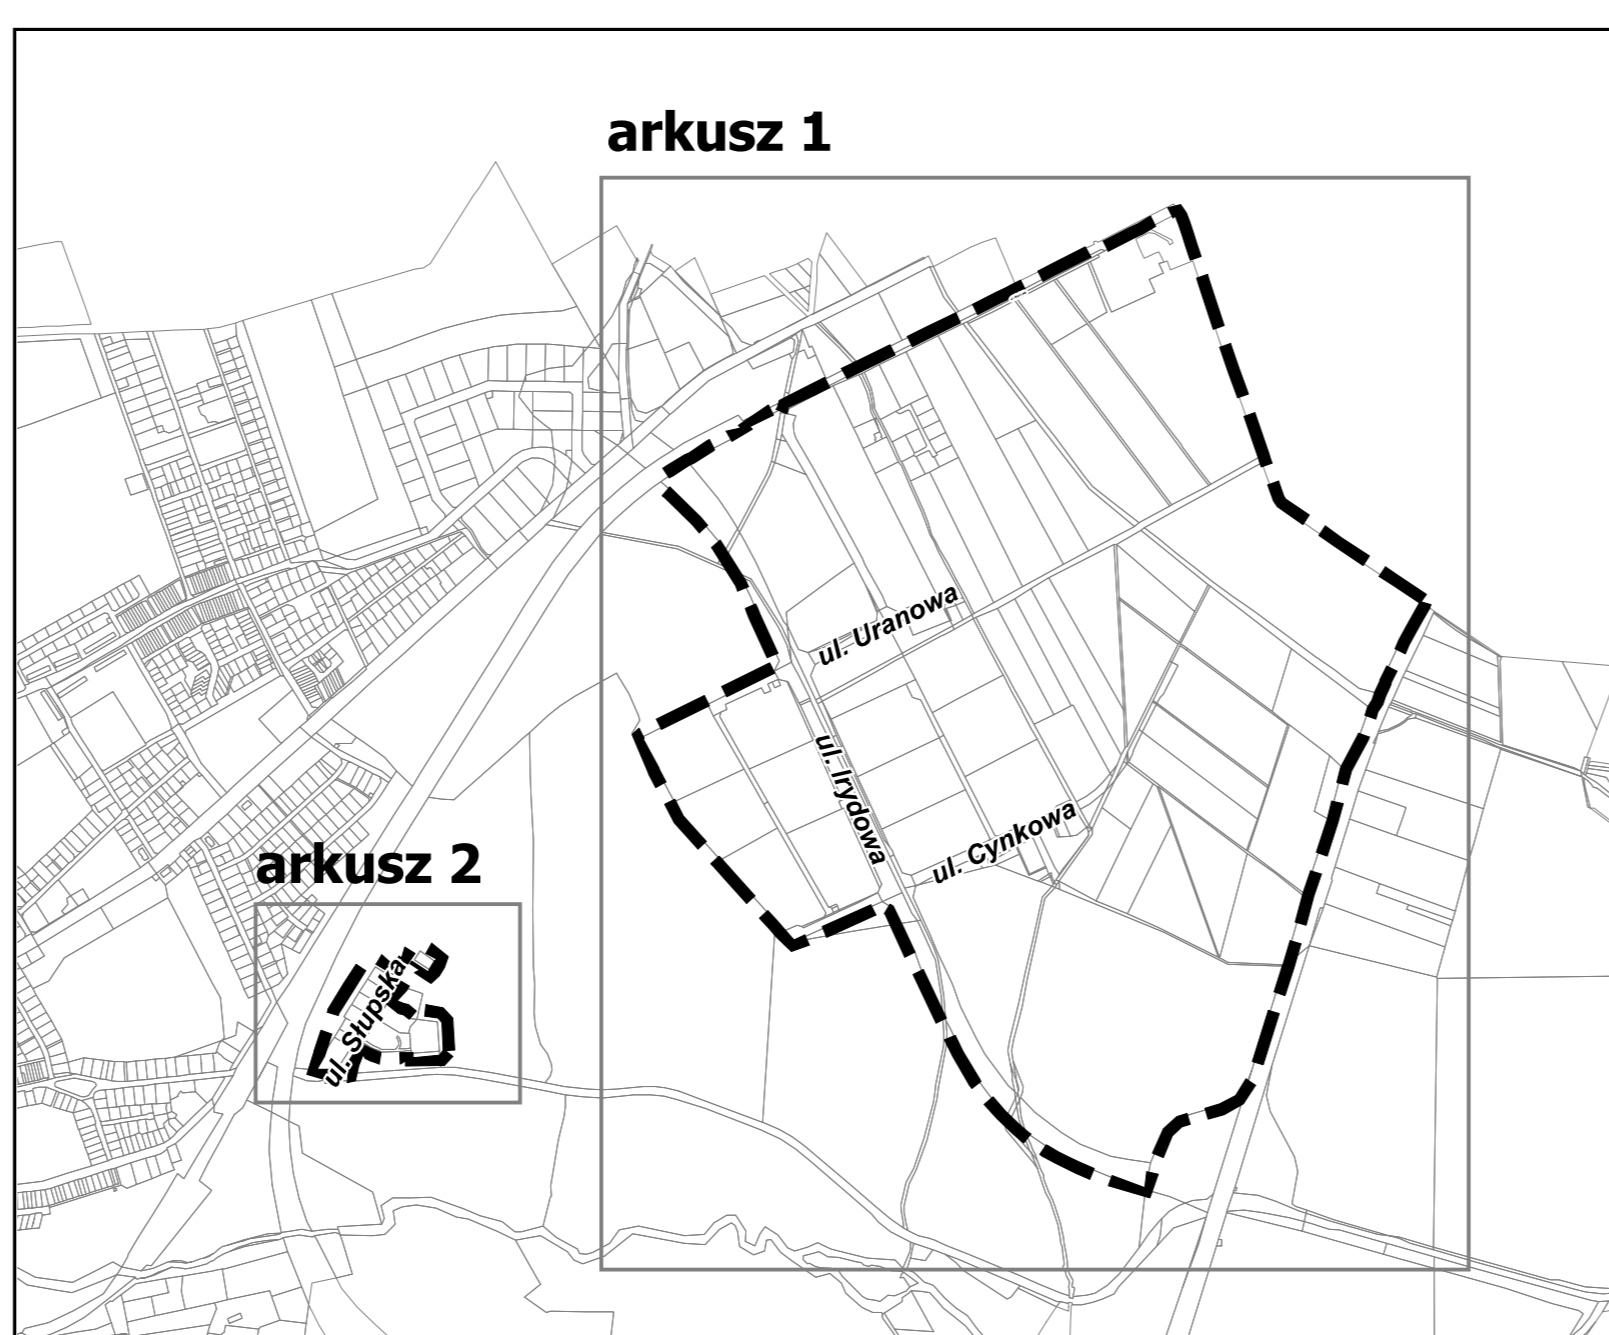 arkusz 1
ul. Uranowa
ul. Irydowa
ul. Cynkowa
arkusz 2
ul. Słupska